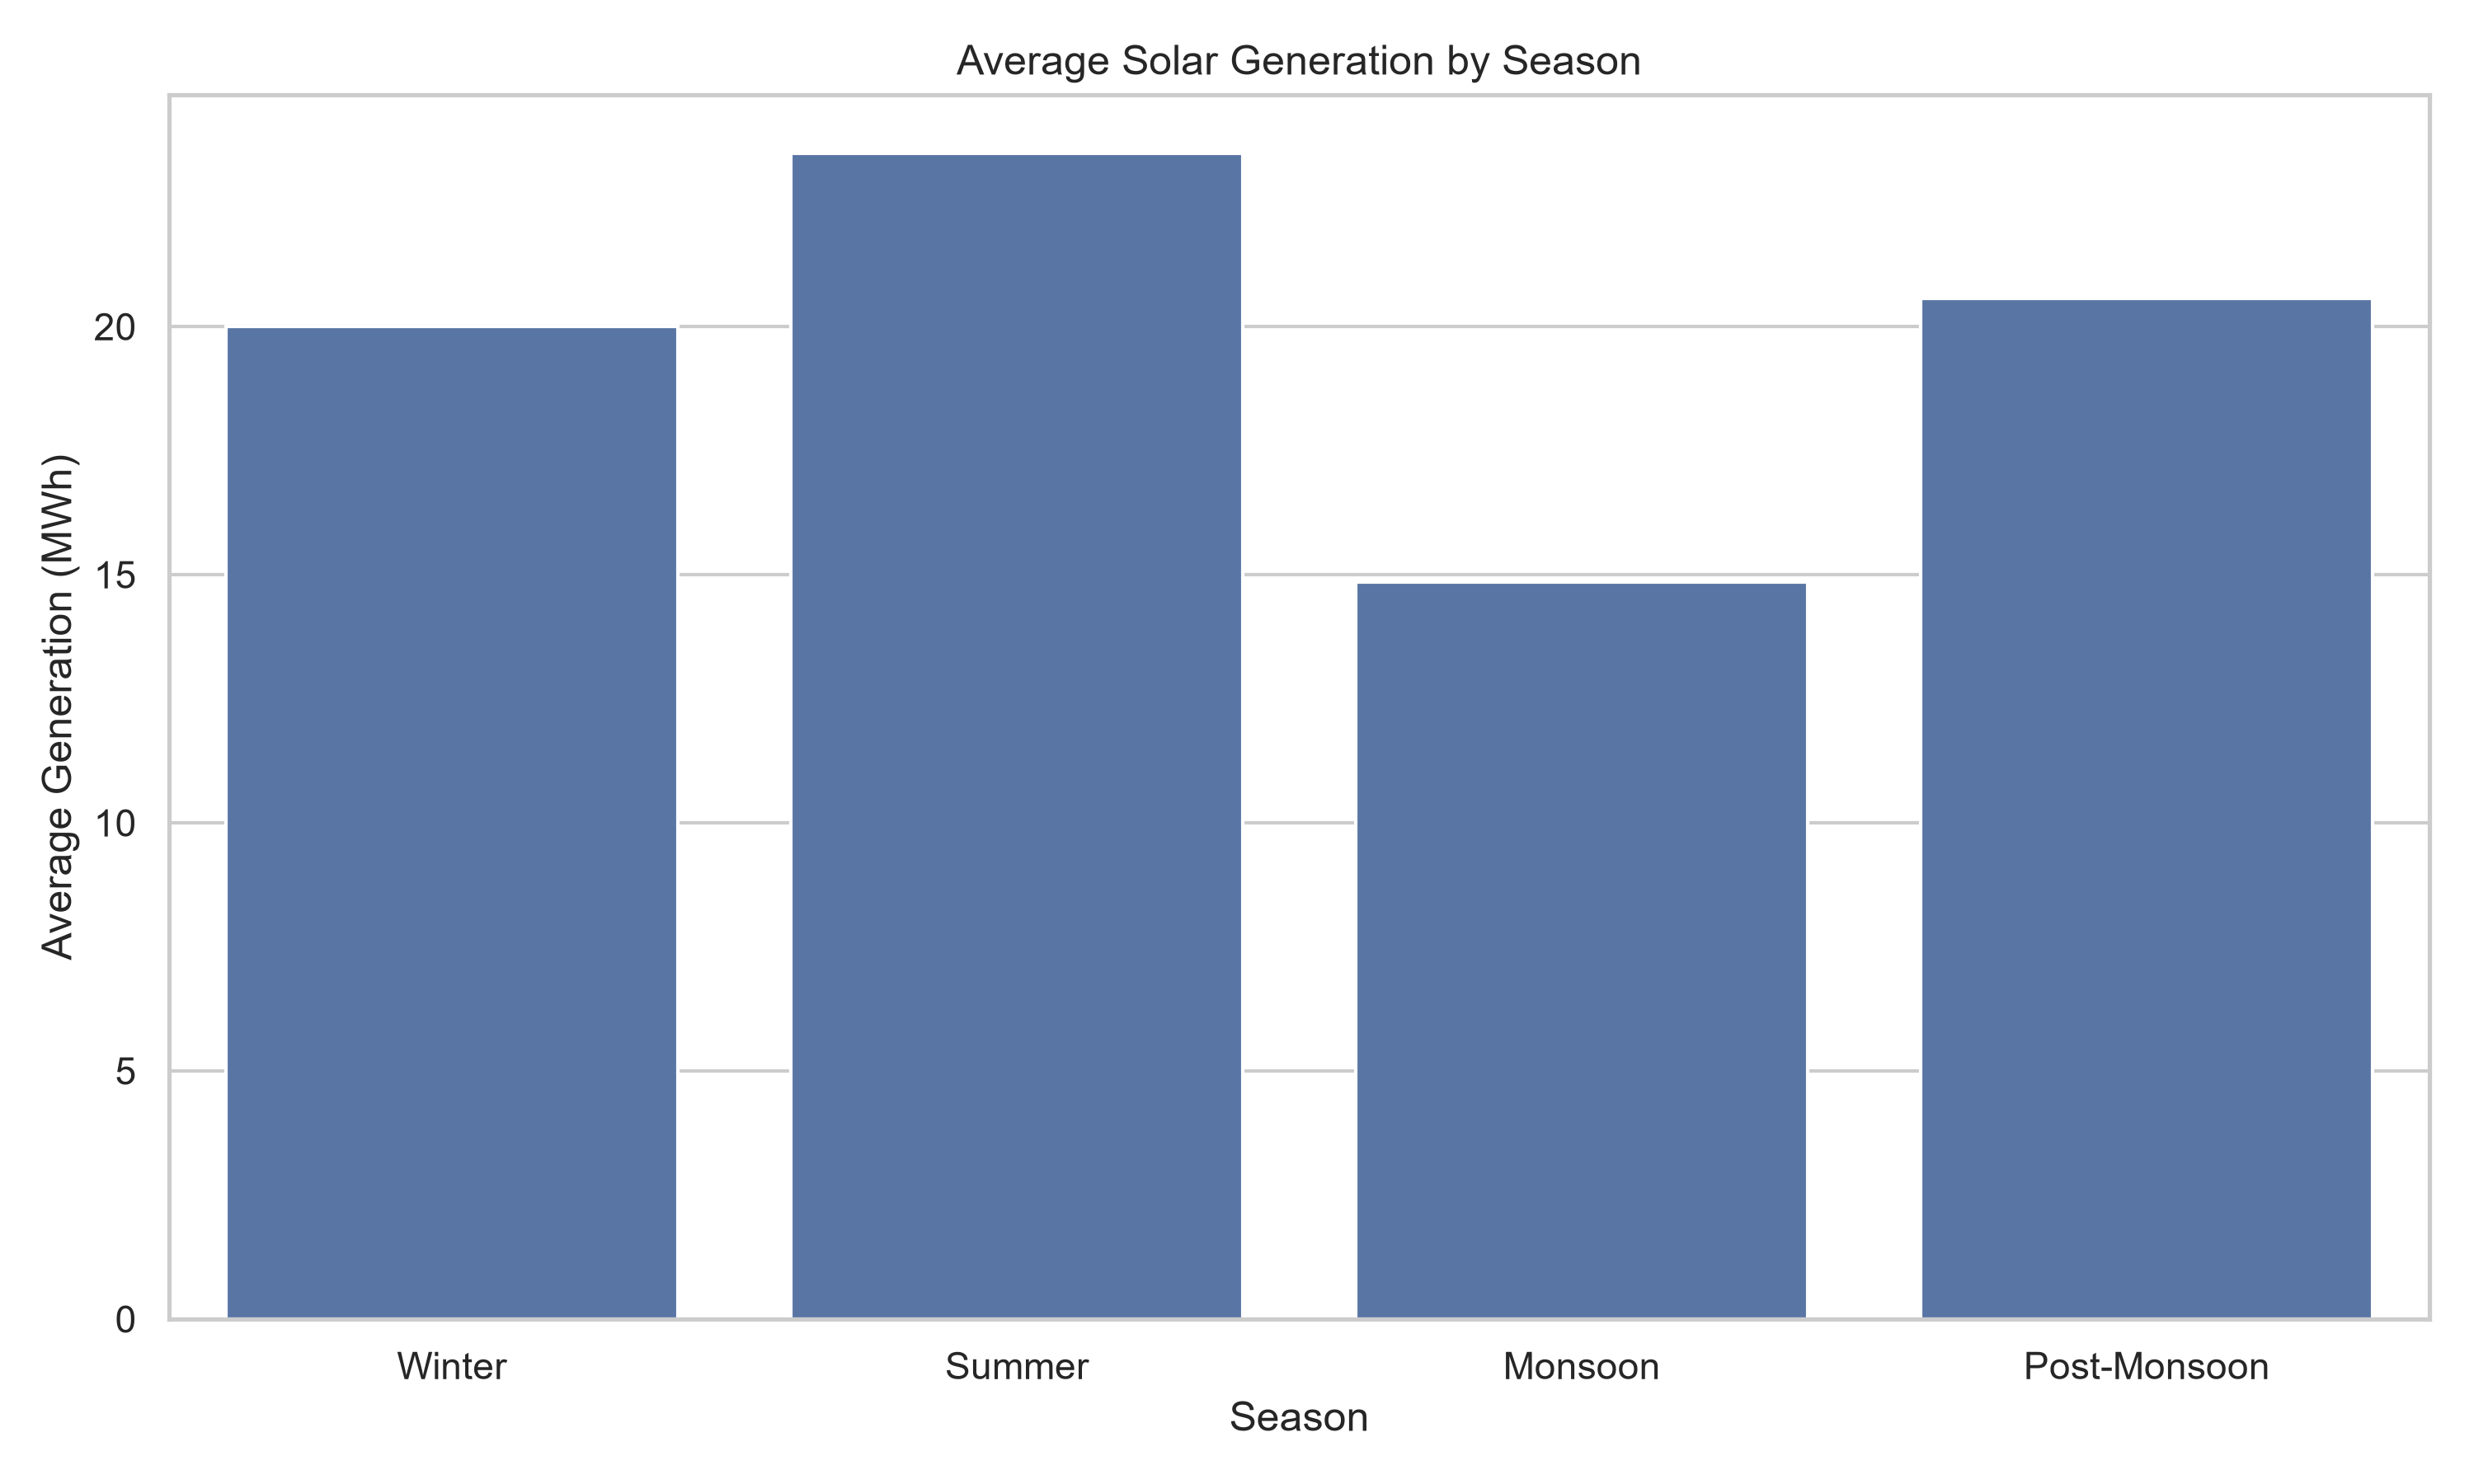 Average Solar Generation by Season
Average Generation (MWh)
20
15
10
5
0
Winter
Summer
Monsoon
Post-Monsoon
Season